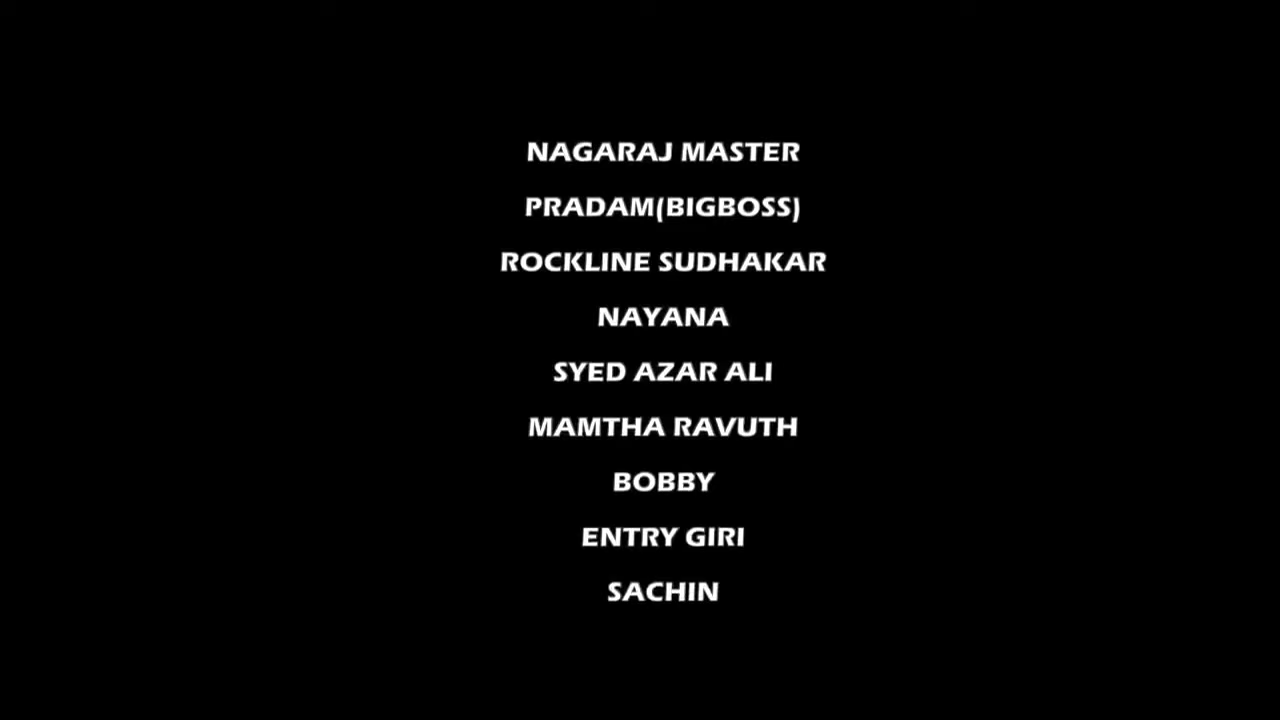 NAGARAJ MASTER
PRADAM(BIGBOSS)
ROCKLINE SUDHAKAR
NAYANA
SYED AZAR ALI
MAMTHA RAVUTH
BOBBY
ENTRY GIRI
SACHIN